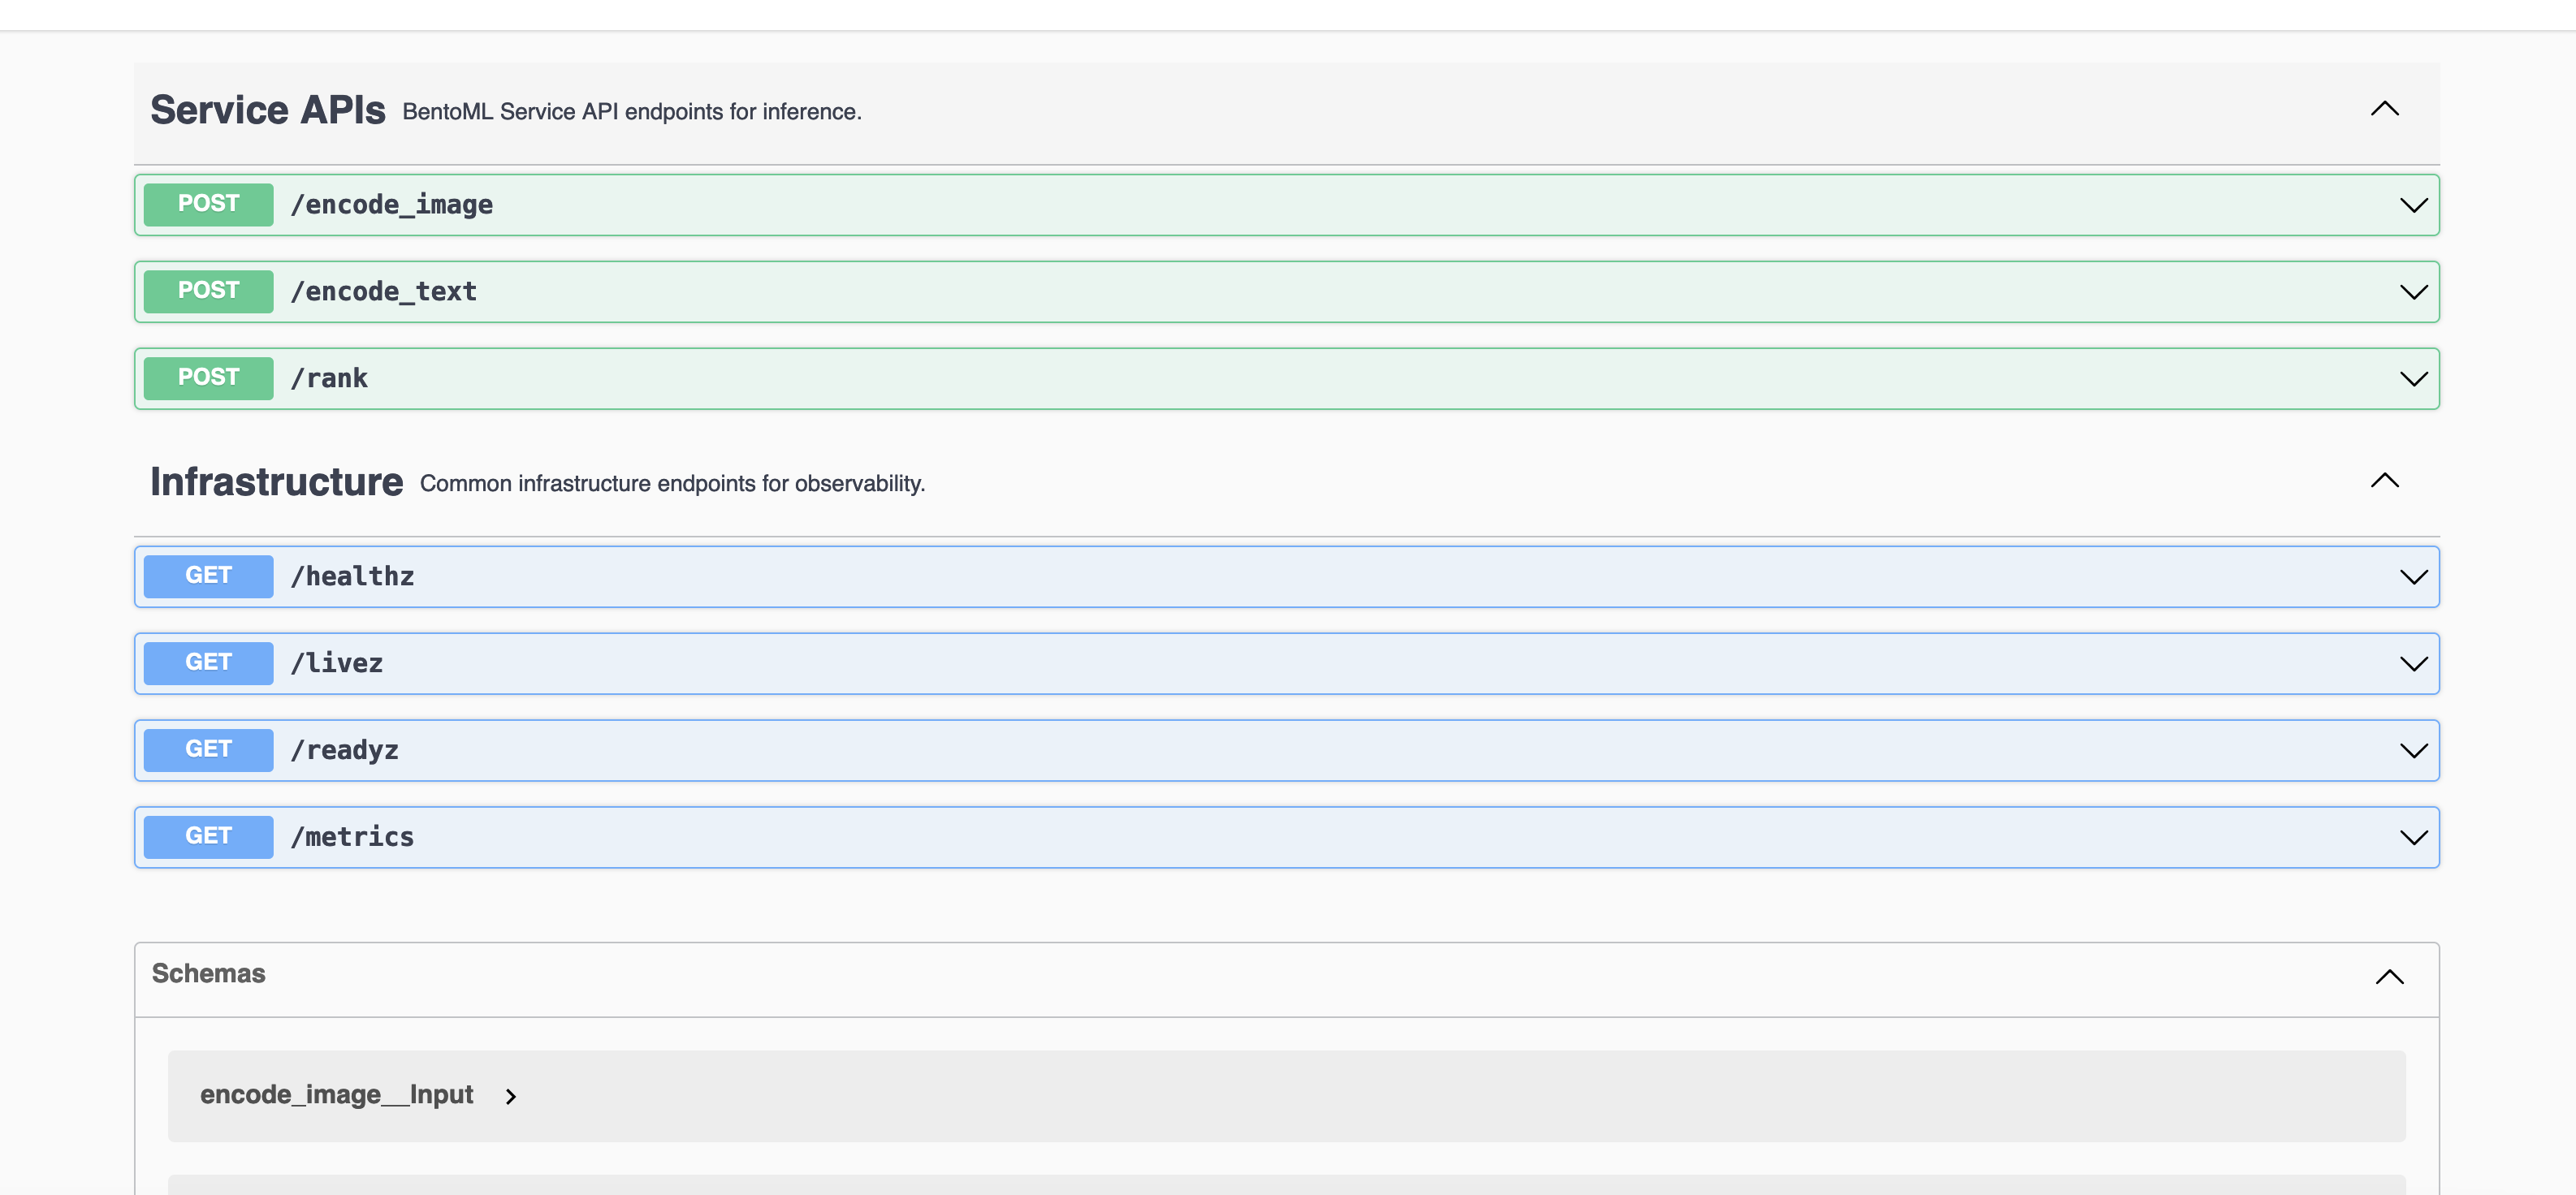 Service APIs BentoML Service API endpoints for inference.
POST /encode_image
POST /encode_text
POST /rank
Infrastructure Common infrastructure endpoints for observability.
GET /healthz
GET /livez
GET /readyz
GET /metrics
Schemas
encode_image__Input